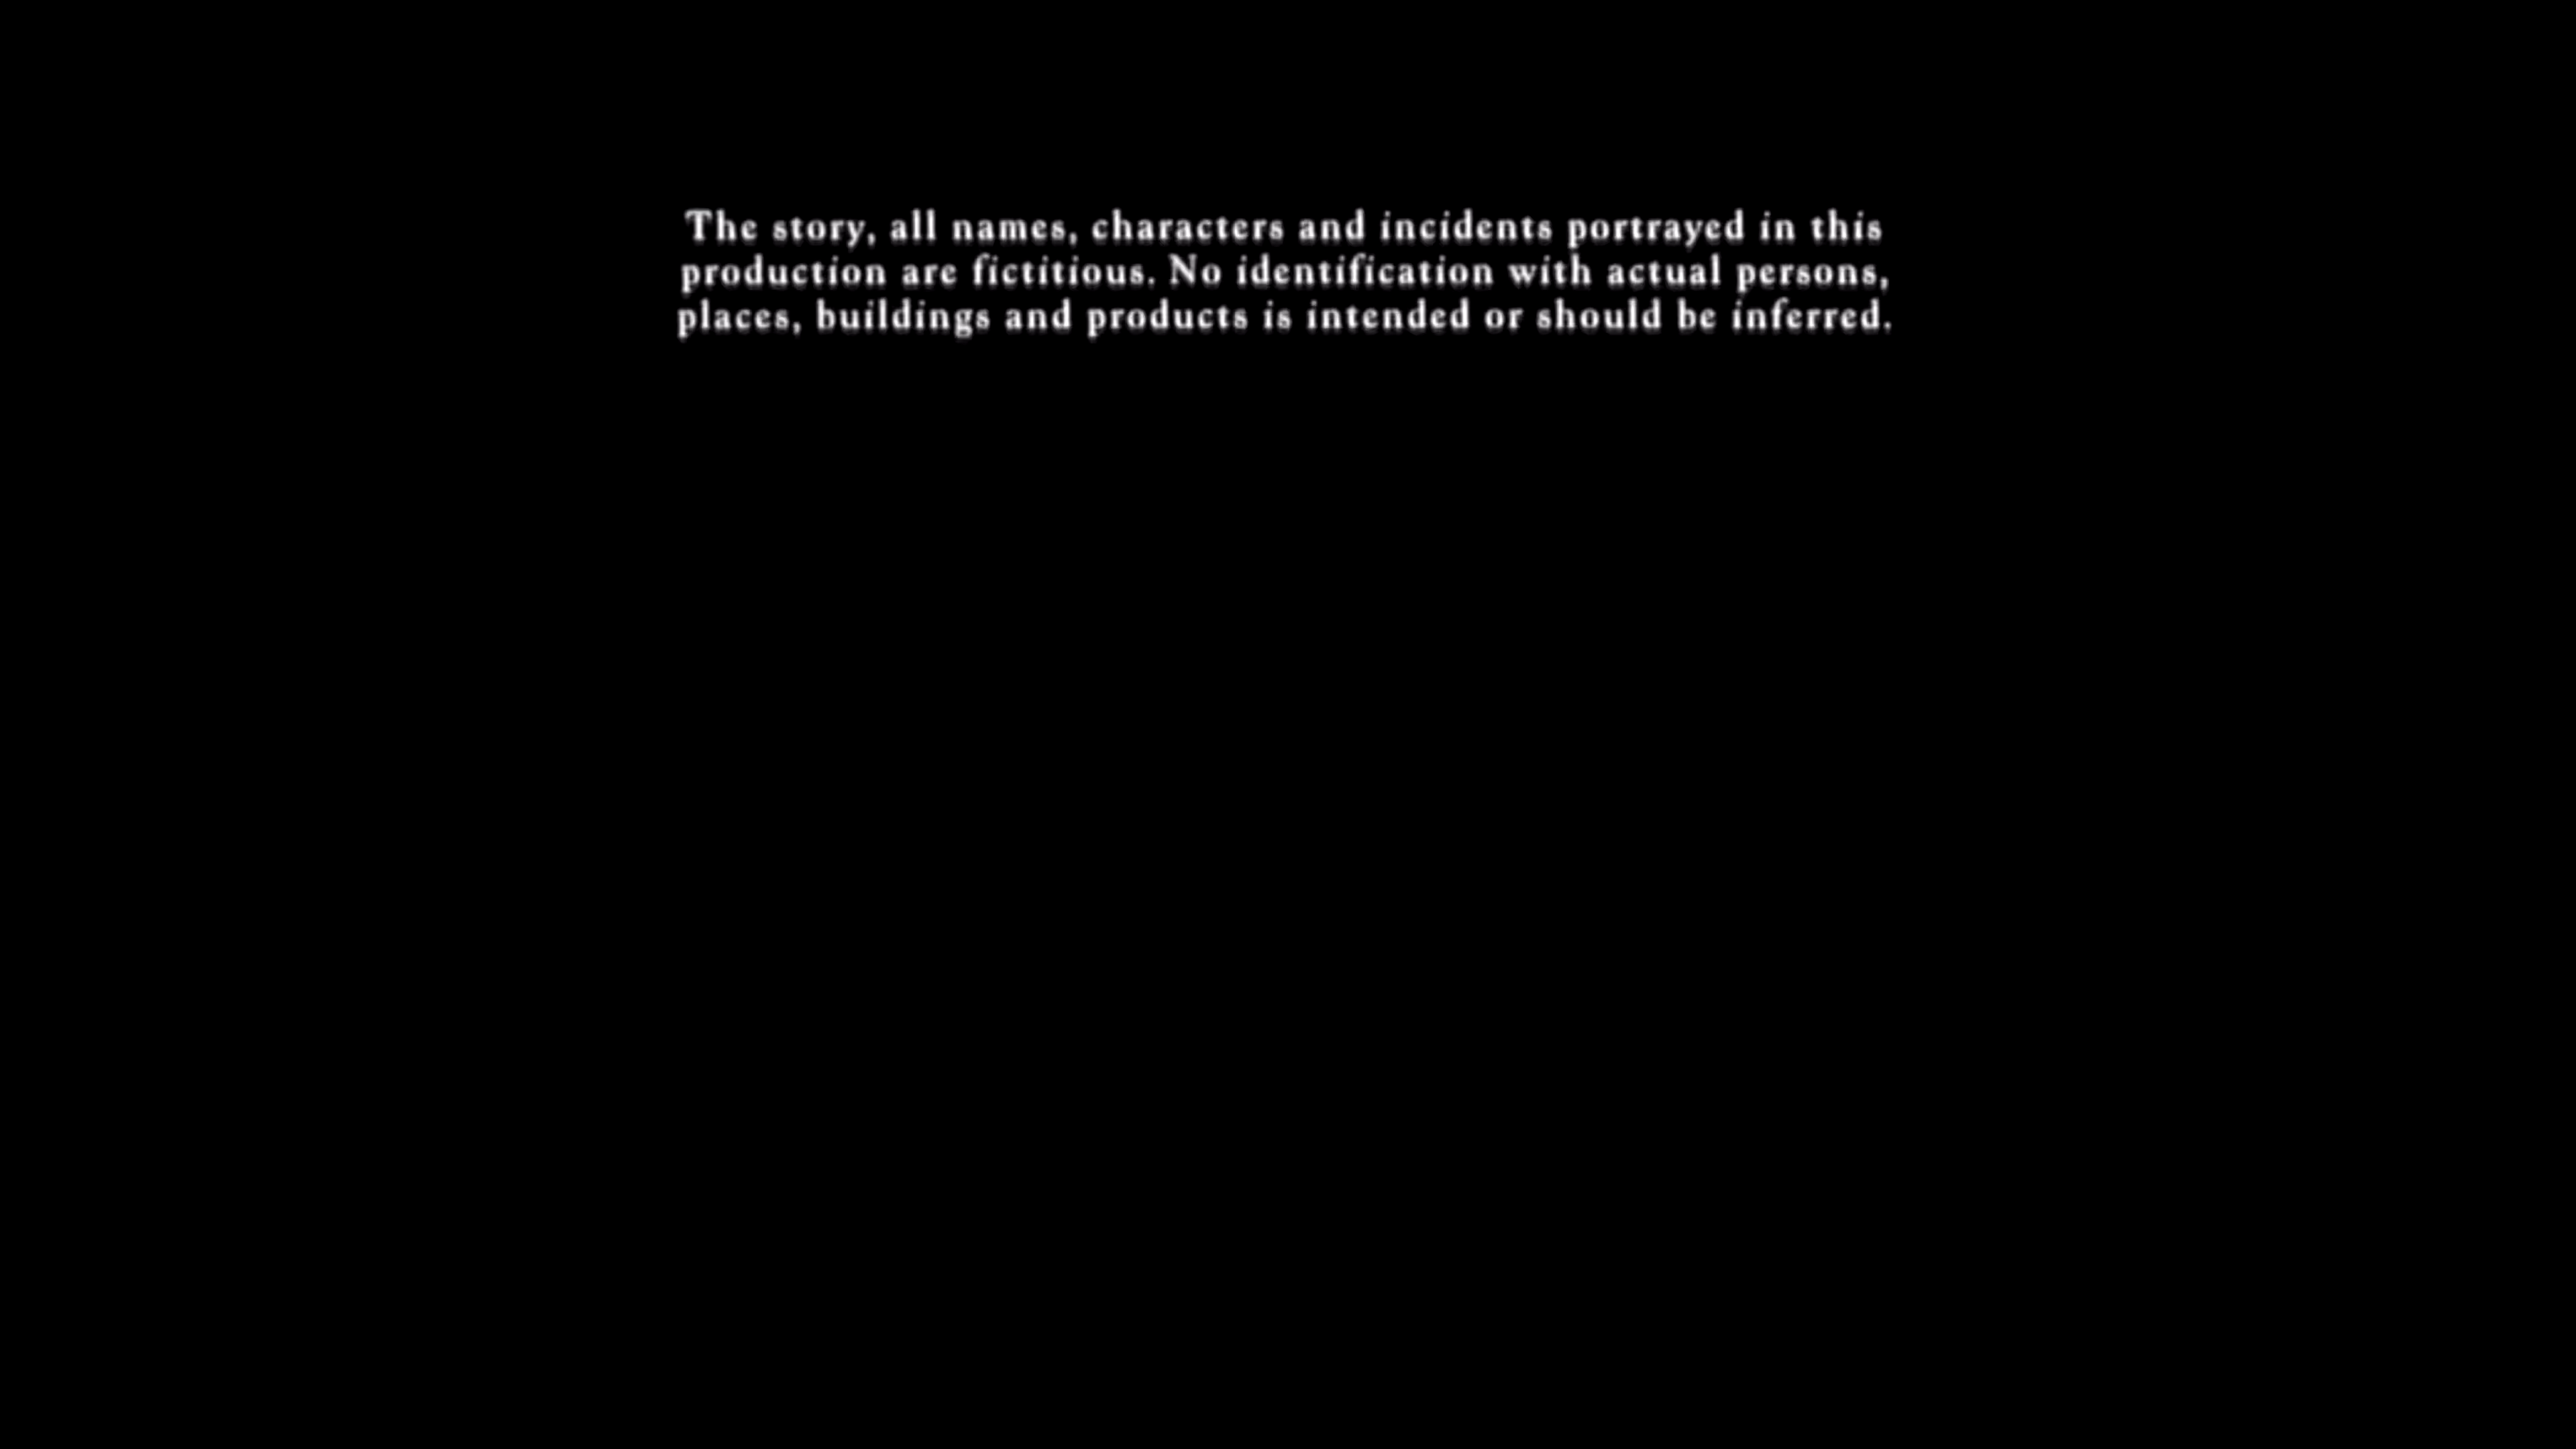 The story, all names, characters and incidents portrayed in this
production are fictitious. No identification with actual persons,
places, buildings and products is intended or should be inferred.